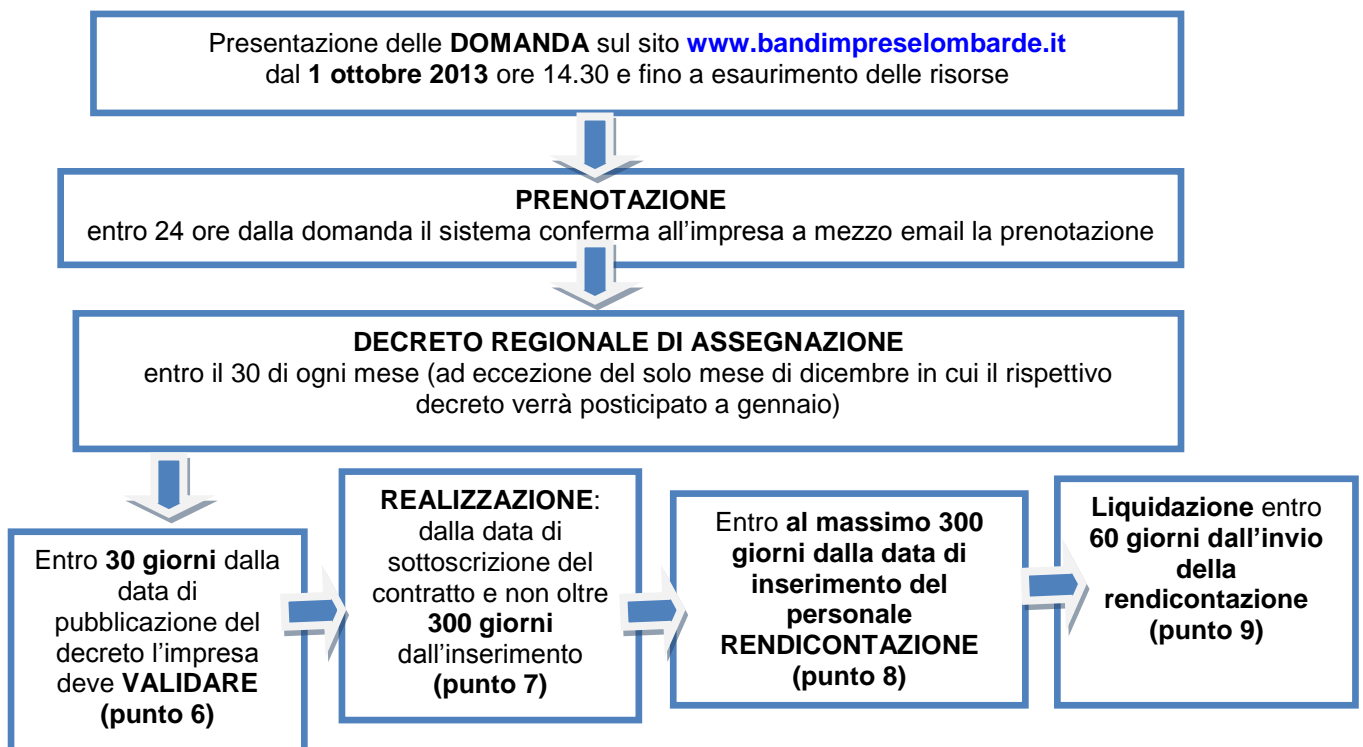 Presentazione delle DOMANDA sul sito www.bandimpreselombarde.it
dal 1 ottobre 2013 ore 14.30 e fino a esaurimento delle risorse
PRENOTAZIONE
entro 24 ore dalla domanda il sistema conferma all’impresa a mezzo email la prenotazione
DECRETO REGIONALE DI ASSEGNAZIONE
entro il 30 di ogni mese (ad eccezione del solo mese di dicembre in cui il rispettivo
decreto verrà posticipato a gennaio)
Entro 30 giorni dalla
data di
pubblicazione del
decreto l’impresa
deve VALIDARE
(punto 6)
REALIZZAZIONE:
dalla data di
sottoscrizione del
contratto e non oltre
300 giorni
dall’inserimento
(punto 7)
Entro al massimo 300
giorni dalla data di
inserimento del
personale
RENDICONTAZIONE
(punto 8)
Liquidazione entro
60 giorni dall’invio
della
rendicontazione
(punto 9)